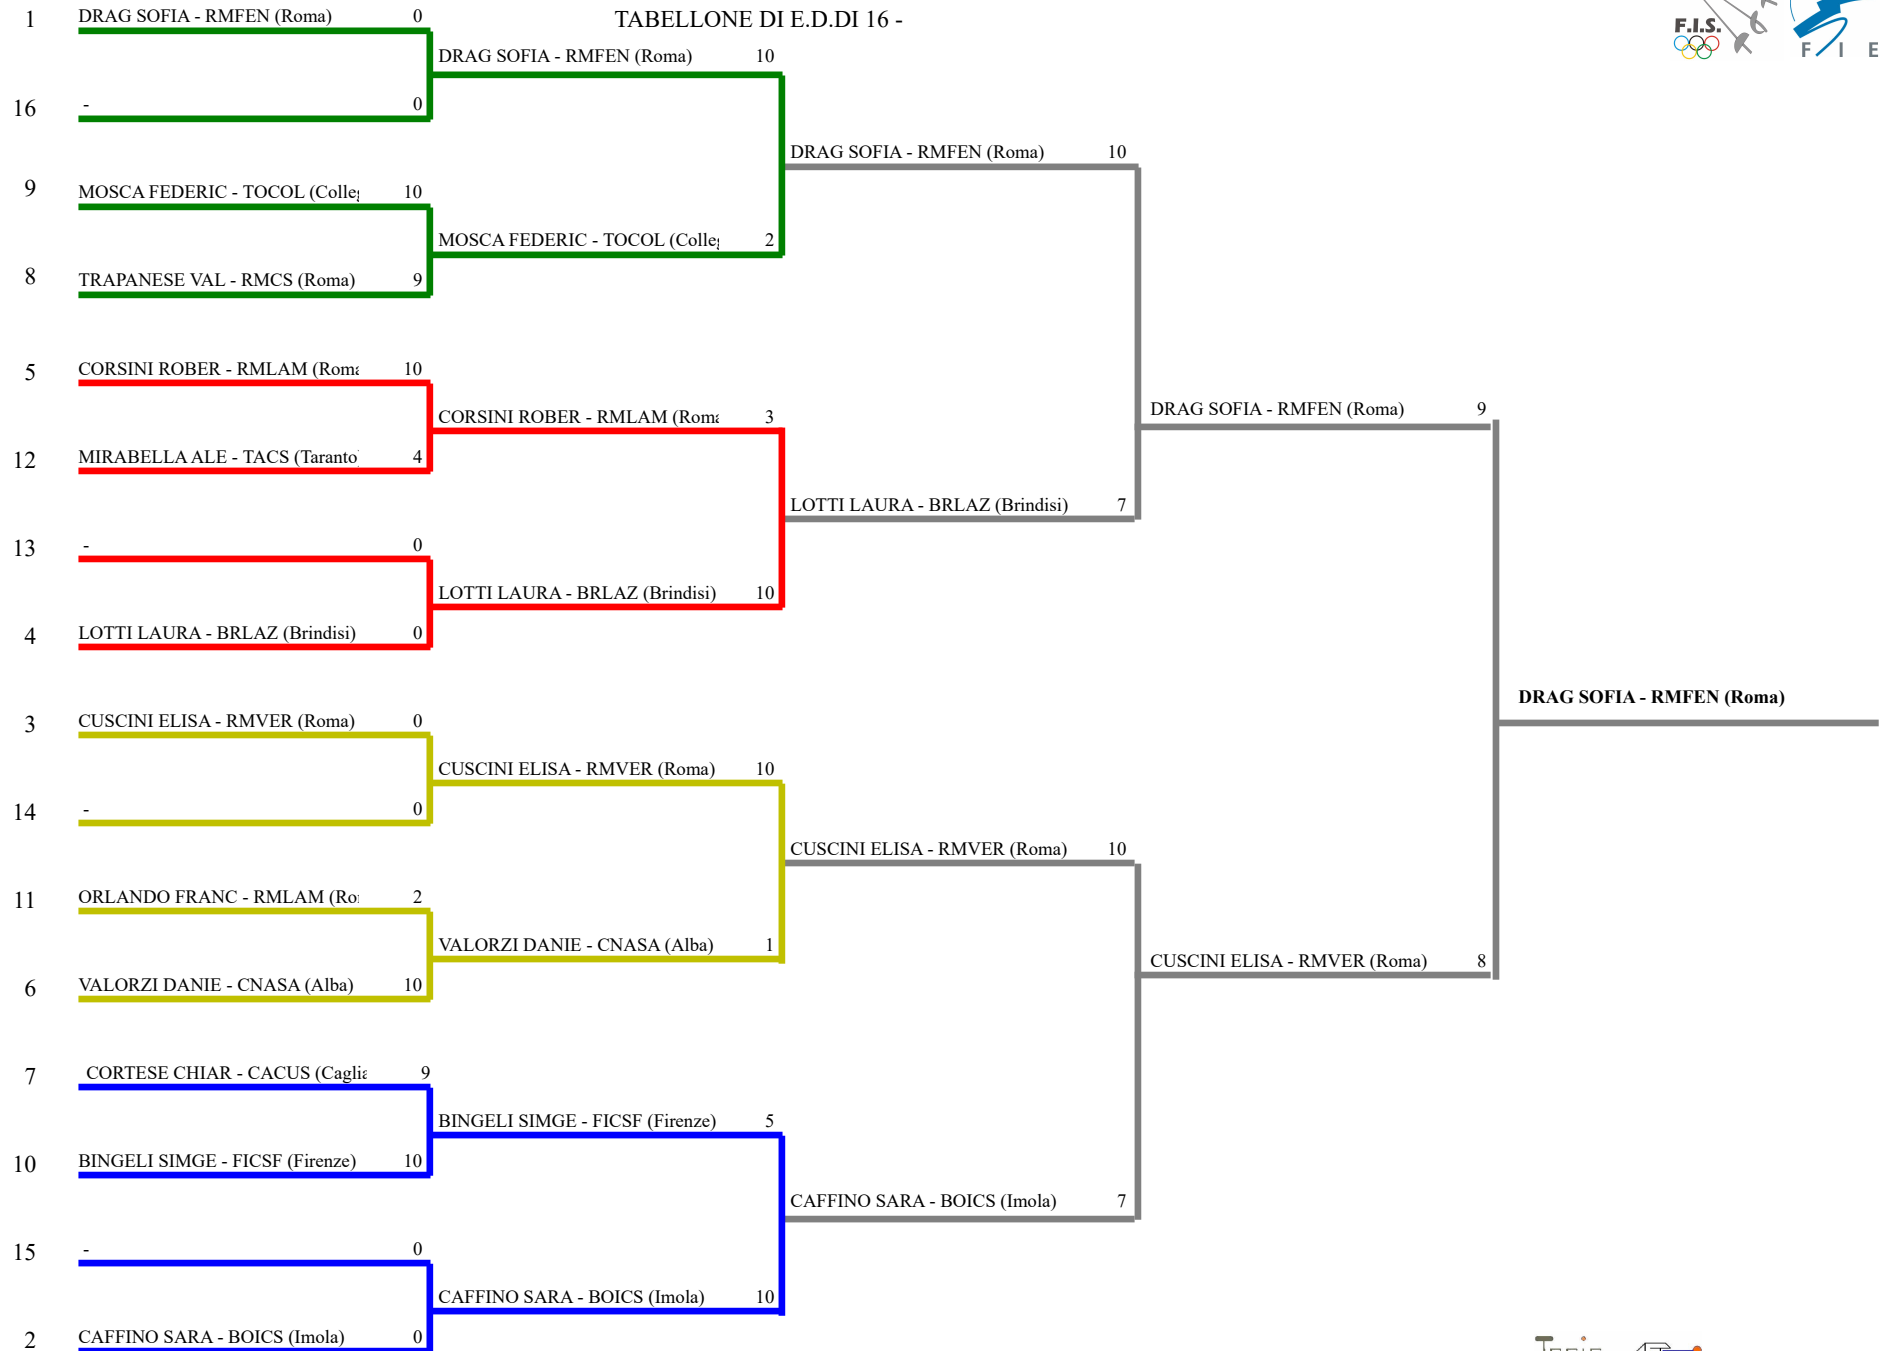 TABELLONE DI E.D.DI 16 -
F.I.S.
F I E
1 DRAG SOFIA - RMFEN (Roma) 0
DRAG SOFIA - RMFEN (Roma) 10
16 - 0
DRAG SOFIA - RMFEN (Roma) 10
9 MOSCA FEDERIC - TOCOL (Colle 10
MOSCA FEDERIC - TOCOL (Colle 2
8 TRAPANESE VAL - RMCS (Roma) 9
5 CORSINI ROBER - RMLAM (Roma 10
CORSINI ROBER - RMLAM (Roma 3
DRAG SOFIA - RMFEN (Roma) 9
12 MIRABELLA ALE - TACS (Taranto) 4
LOTTI LAURA - BRLAZ (Brindisi) 7
13 - 0
LOTTI LAURA - BRLAZ (Brindisi) 10
4 LOTTI LAURA - BRLAZ (Brindisi) 0
DRAG SOFIA - RMFEN (Roma)
3 CUSCINI ELISA - RMVER (Roma) 0
CUSCINI ELISA - RMVER (Roma) 10
14 - 0
CUSCINI ELISA - RMVER (Roma) 10
11 ORLANDO FRANC - RMLAM (Ro 2
VALORZI DANIE - CNASA (Alba) 1
CUSCINI ELISA - RMVER (Roma) 8
6 VALORZI DANIE - CNASA (Alba) 10
7 CORTESE CHIAR - CACUS (Caglia 9
BINGELI SIMGE - FICSF (Firenze) 5
10 BINGELI SIMGE - FICSF (Firenze) 10
CAFFINO SARA - BOICS (Imola) 7
15 - 0
CAFFINO SARA - BOICS (Imola) 10
2 CAFFINO SARA - BOICS (Imola) 0